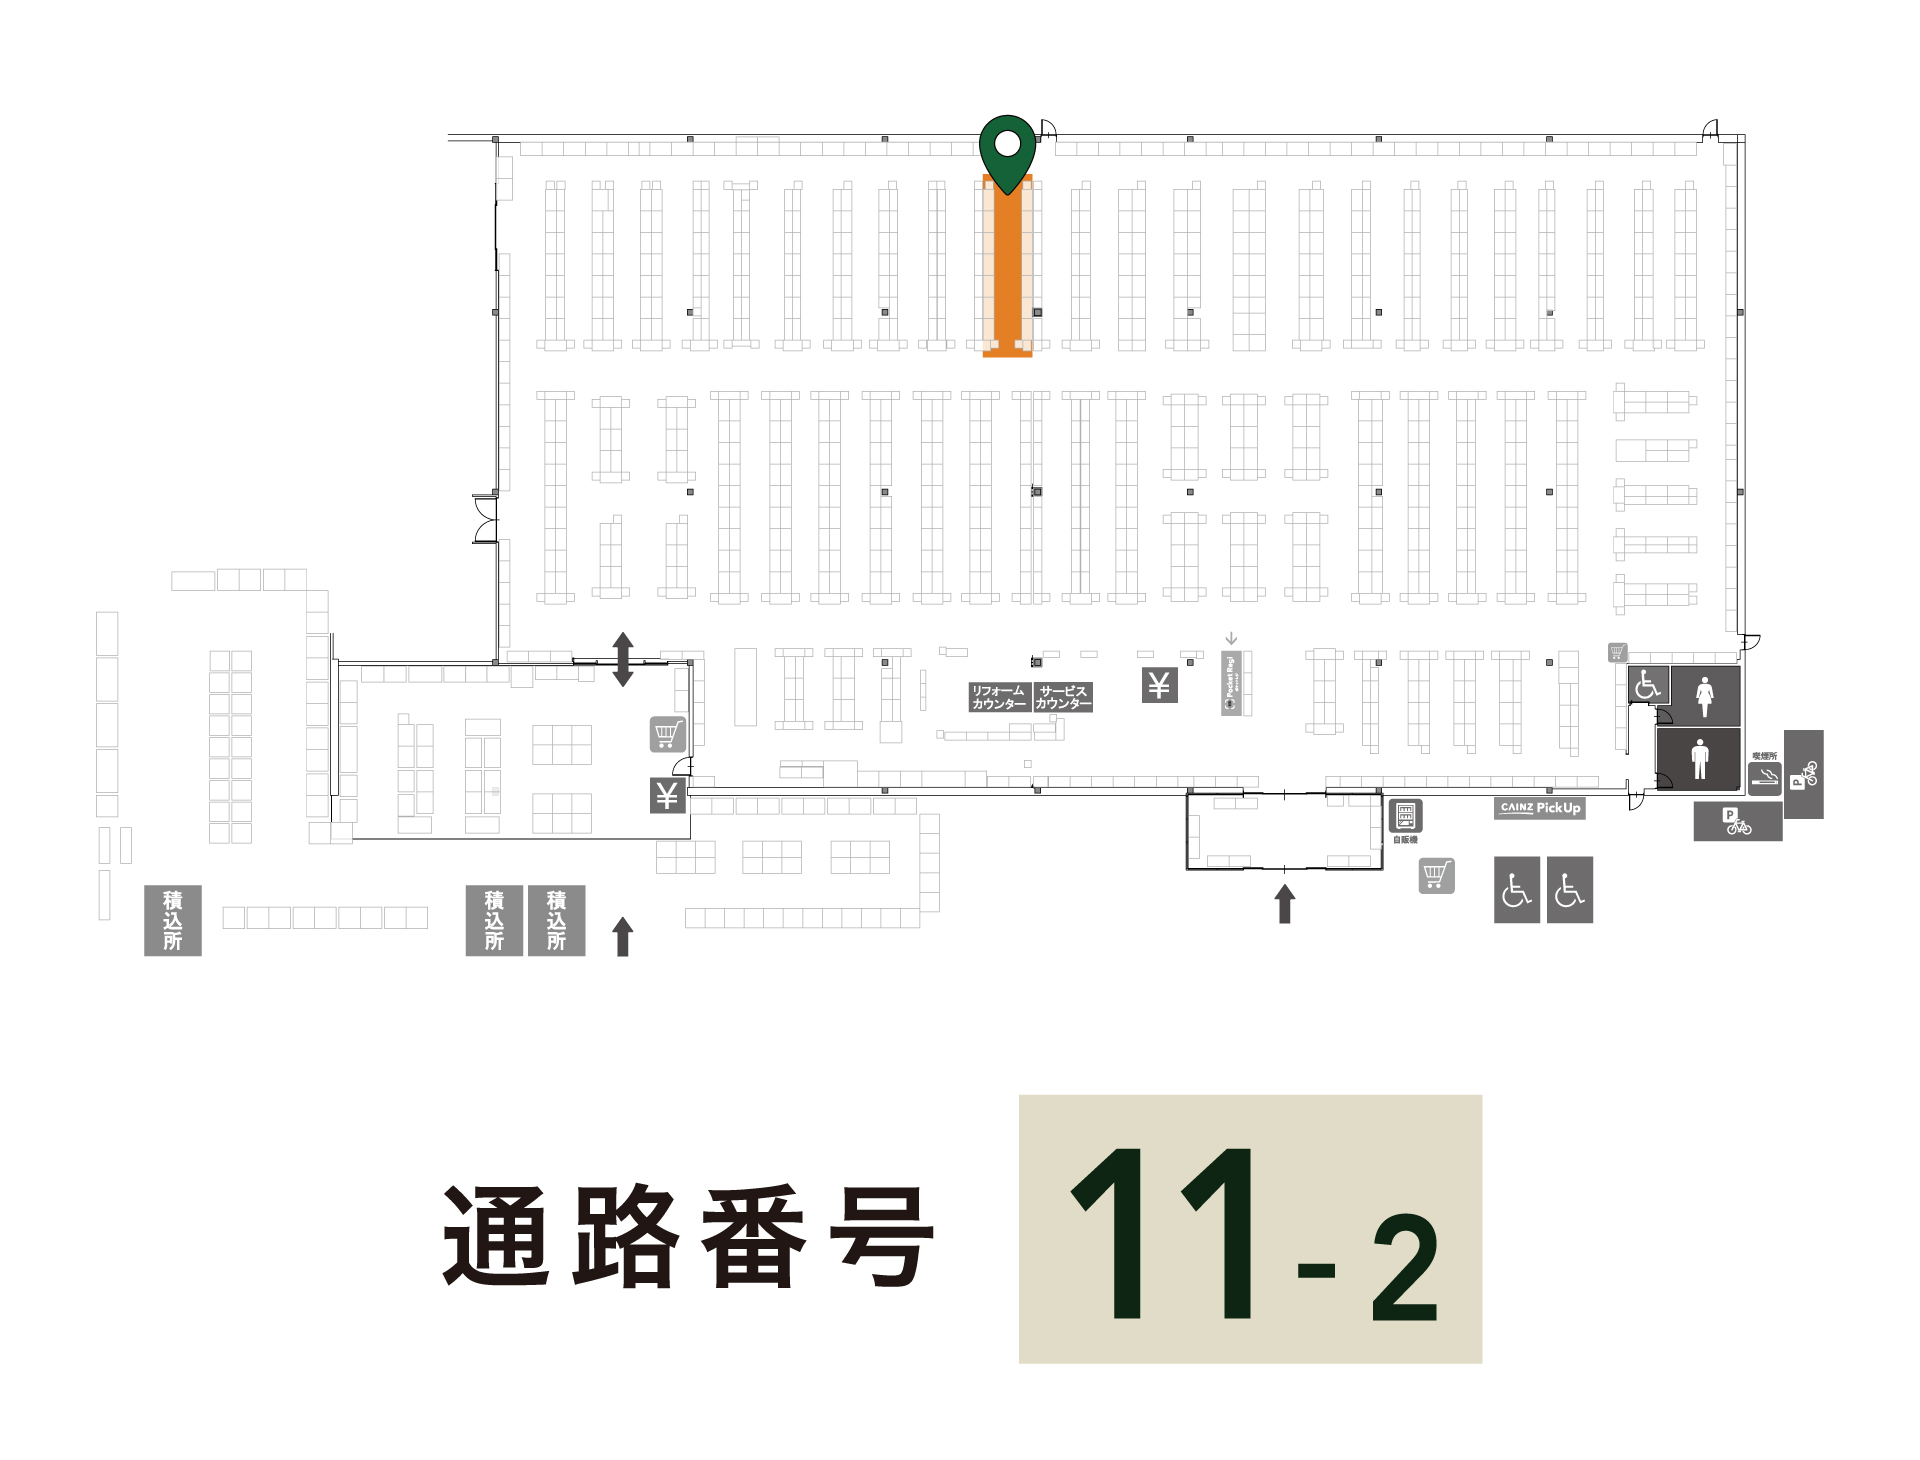 Pocket Regi
リフォーム
カウンター
サービス
カウンター
¥
¥
喫煙所
P
P
CAINZ PickUp
自販機
積込所
積込所
積込所
通路番号 11-2